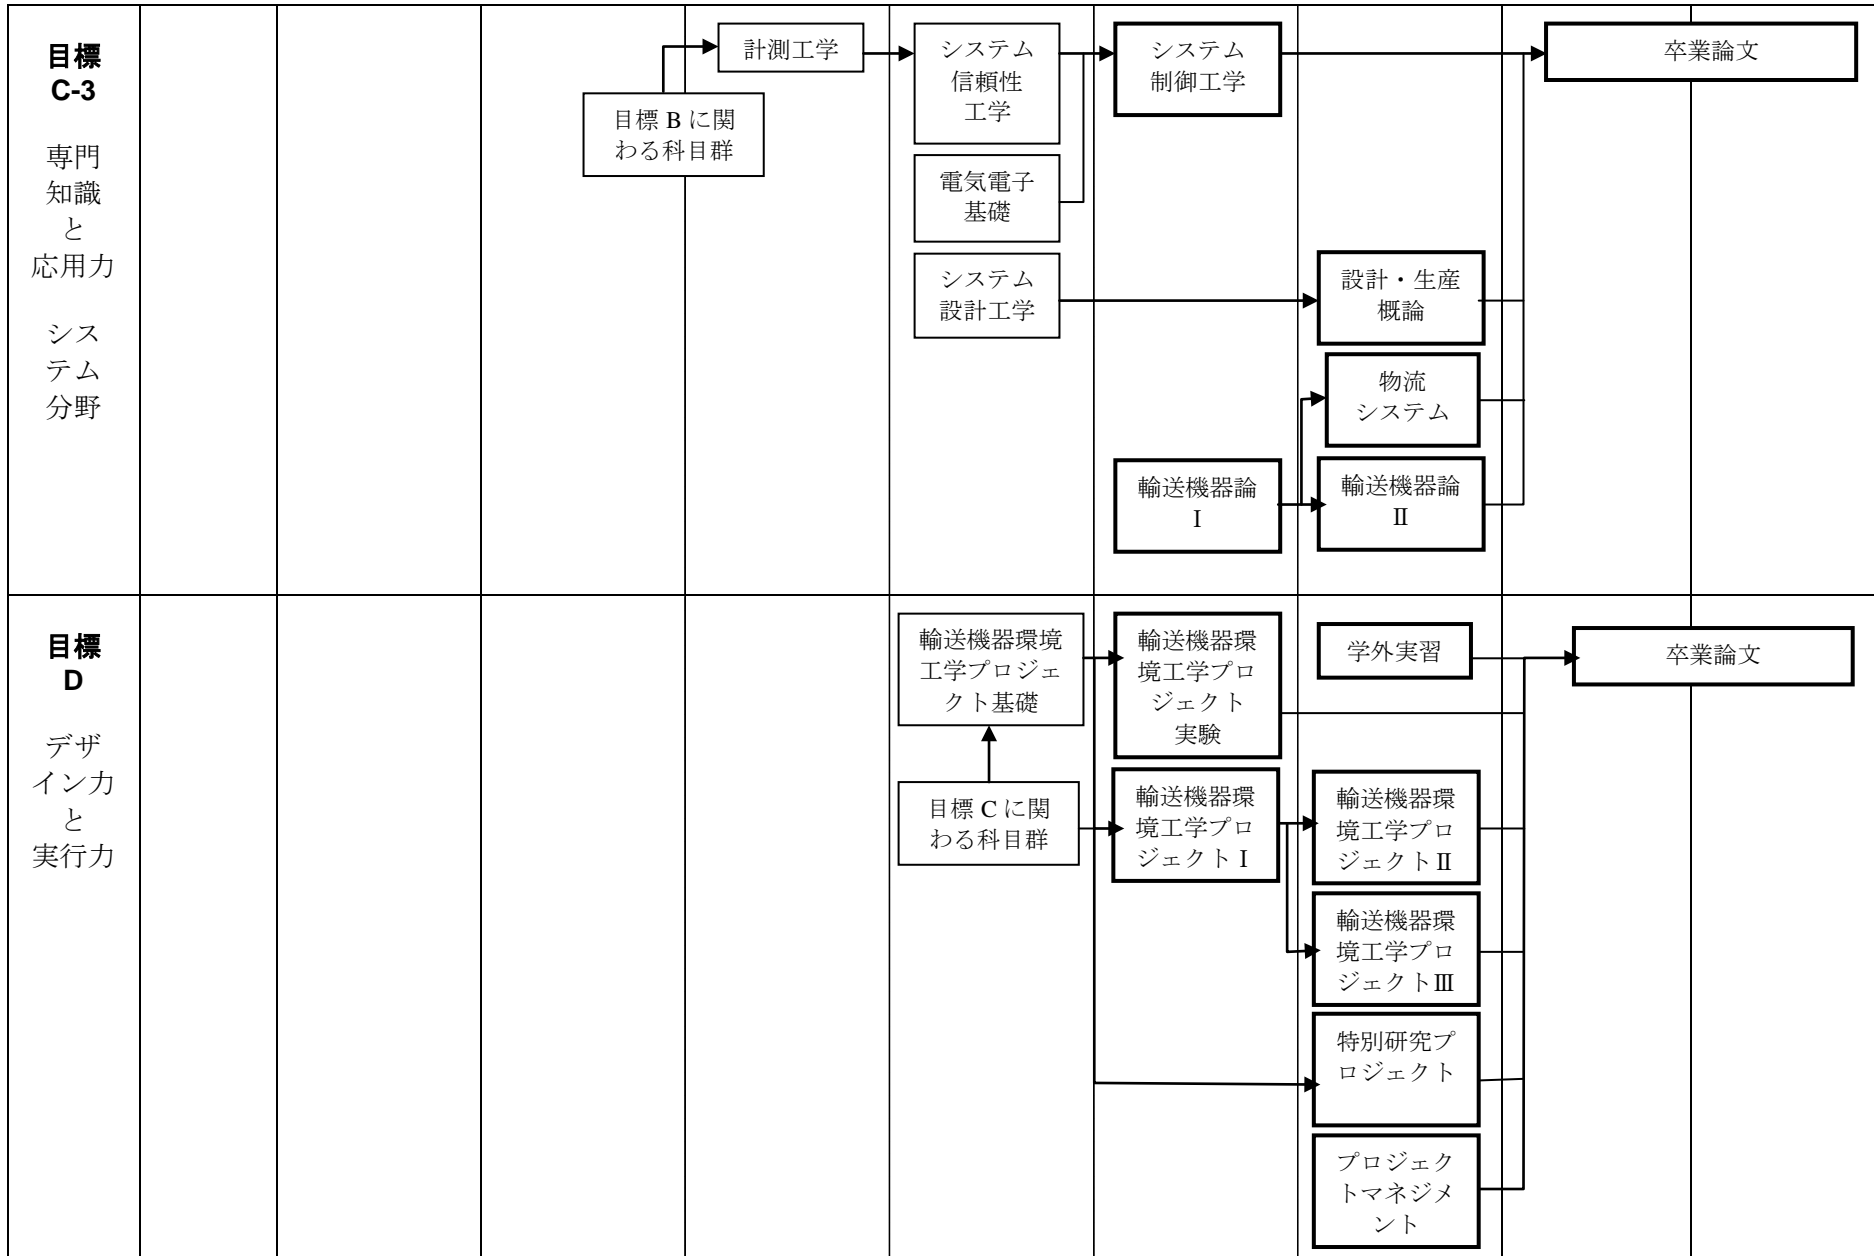 目標
C-3
専門
知識
と
応用力
シス
テム
分野
目標 B に関
わる科目群
計測工学
システム
信頼性
工学
電気電子
基礎
システム
設計工学
システム
制御工学
輸送機器論
Ⅰ
設計・生産
概論
物流
システム
輸送機器論
Ⅱ
卒業論文
目標
D
デザ
イン力
と
実行力
輸送機器環境
工学プロジェ
クト基礎
目標 C に関
わる科目群
輸送機器環
境工学プロ
ジェクト
実験
輸送機器環
境工学プロ
ジェクトⅠ
学外実習
輸送機器環
境工学プロ
ジェクトⅡ
輸送機器環
境工学プロ
ジェクトⅢ
特別研究プ
ロジェクト
プロジェク
トマネジメ
ント
卒業論文